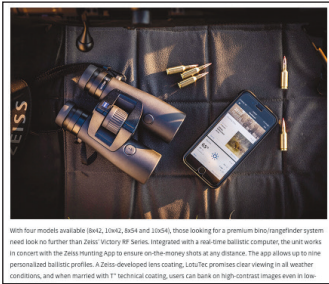 ZEISS
With four models available (8x42, 10x42, 8x54 and 10x54), those looking for a premium bino/rangefinder system
need look no further than Zeiss' Victory RF Series. Integrated with a real-time ballistic computer, the unit works
in concert with the Zeiss Hunting App to ensure on-the-money shots at any distance. The app allows up to nine
personalized ballistic profiles. A Zeiss-developed lens coating, LotuTec promises clear viewing in all weather
conditions, and when married with T* technical coating, users can bank on high-contrast images even in low-